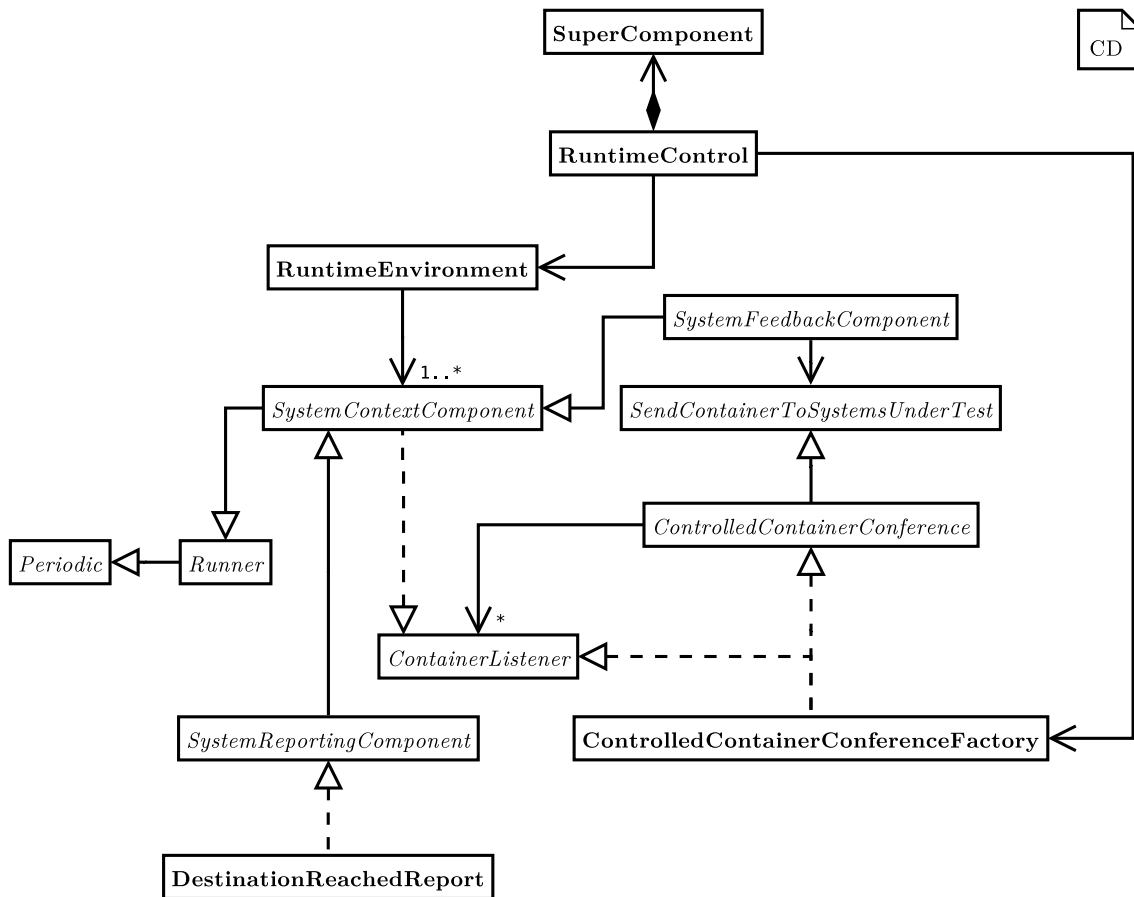 SuperComponent
CD
RuntimeControl
RuntimeEnvironment
SystemFeedbackComponent
1..*
SystemContextComponent
SendContainerToSystemsUnderTest
ControlledContainerConference
Periodic
Runner
*
ContainerListener
SystemReportingComponent
ControlledContainerConferenceFactory
DestinationReachedReport